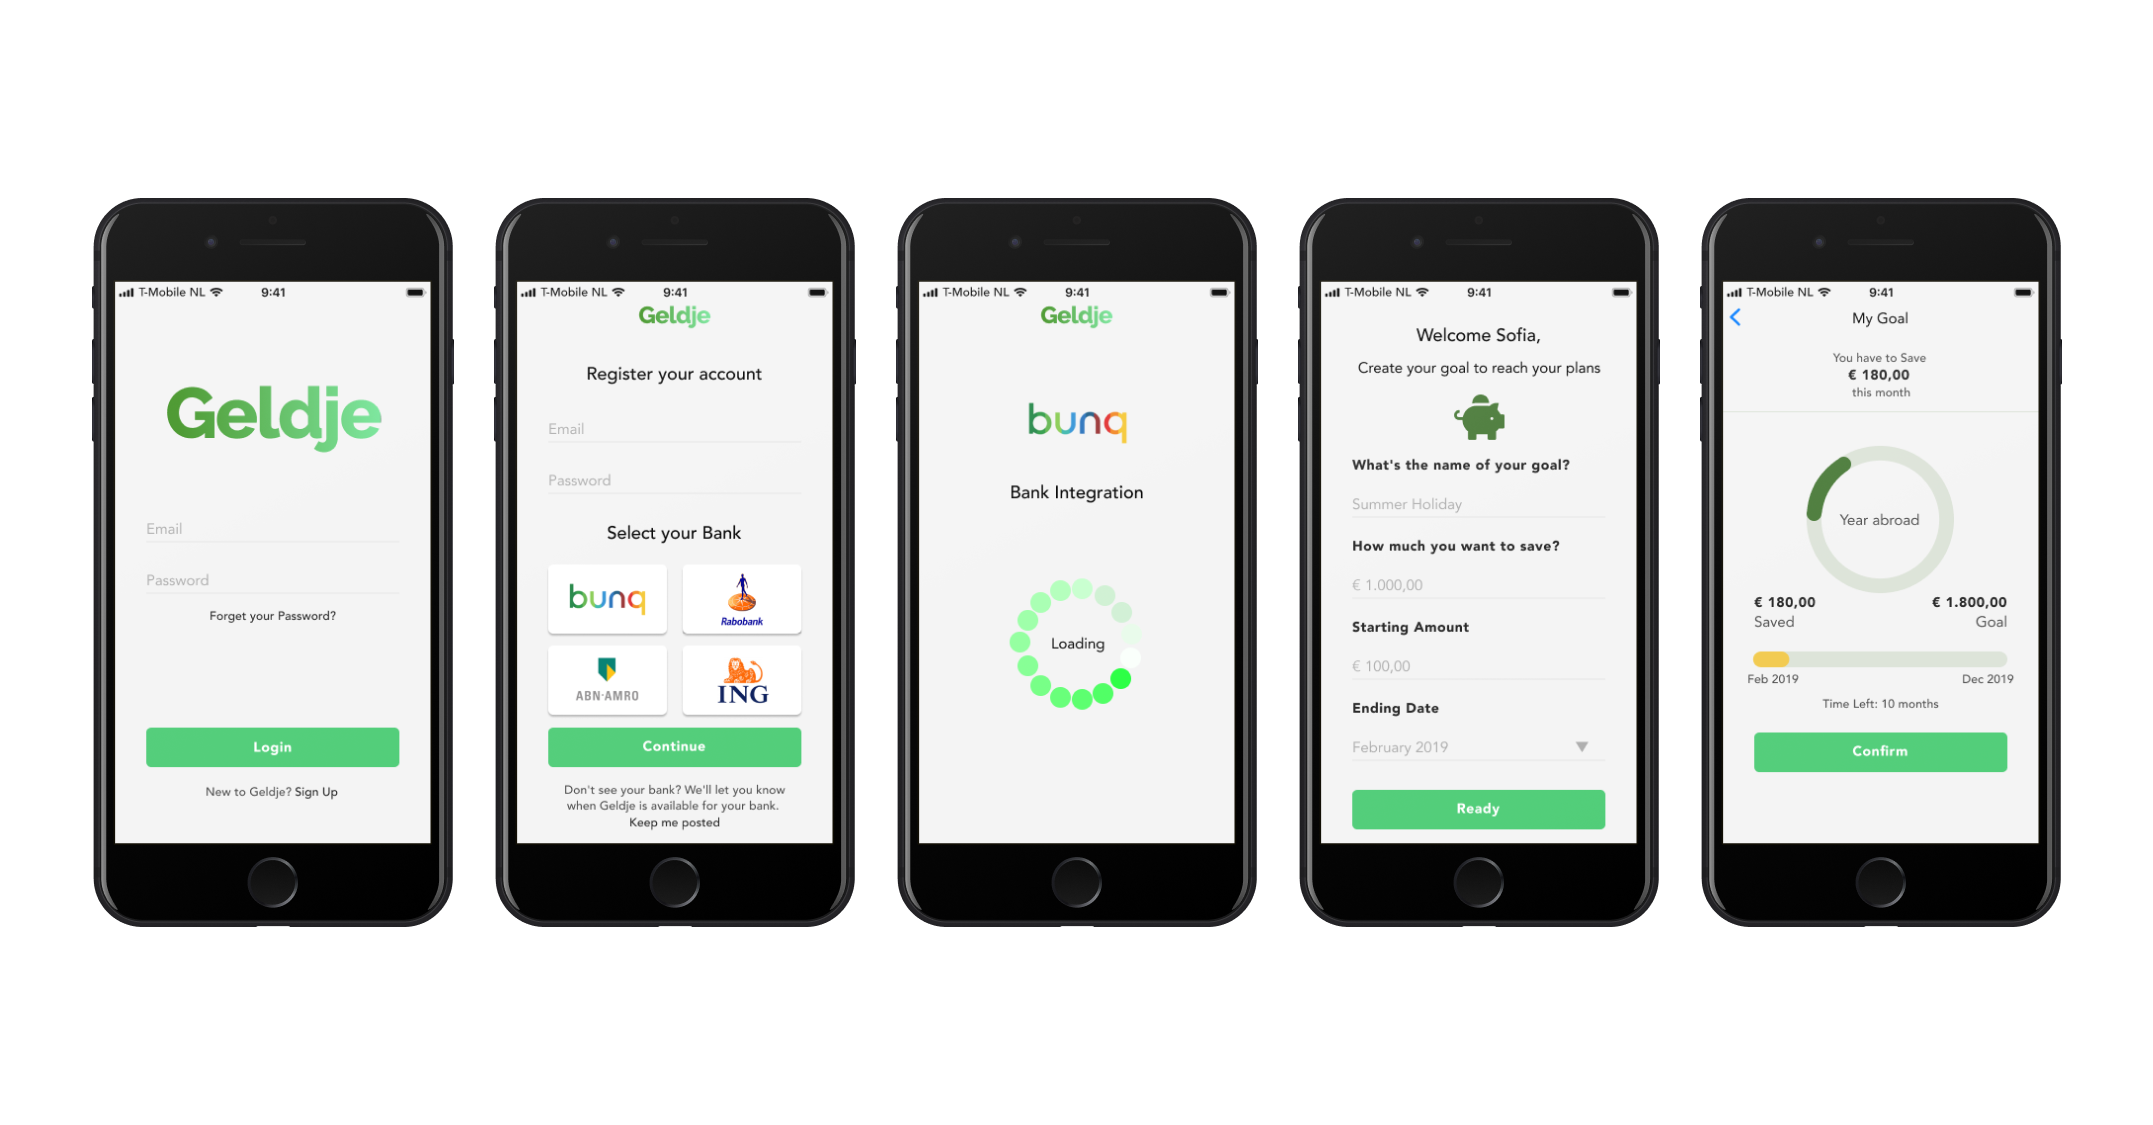 T-Mobile NL 9:41
Geldje
Email
Password
Forget your Password?
Login
New to Geldje? Sign Up
T-Mobile NL 9:41
Geldje
Register your account
Email
Password
Select your Bank
bunq
Rabobank
ABN·AMRO
ING
Continue
Don't see your bank? We'll let you know
when Geldje is available for your bank.
Keep me posted
T-Mobile NL 9:41
Geldje
bunq
Bank Integration
Loading
T-Mobile NL 9:41
Welcome Sofia,
Create your goal to reach your plans
What's the name of your goal?
Summer Holiday
How much you want to save?
€ 1.000,00
Starting Amount
€ 100,00
Ending Date
February 2019
Ready
T-Mobile NL 9:41
My Goal
You have to Save
€ 180,00
this month
Year abroad
€ 180,00 € 1.800,00
Saved Goal
Feb 2019 Dec 2019
Time Left: 10 months
Confirm